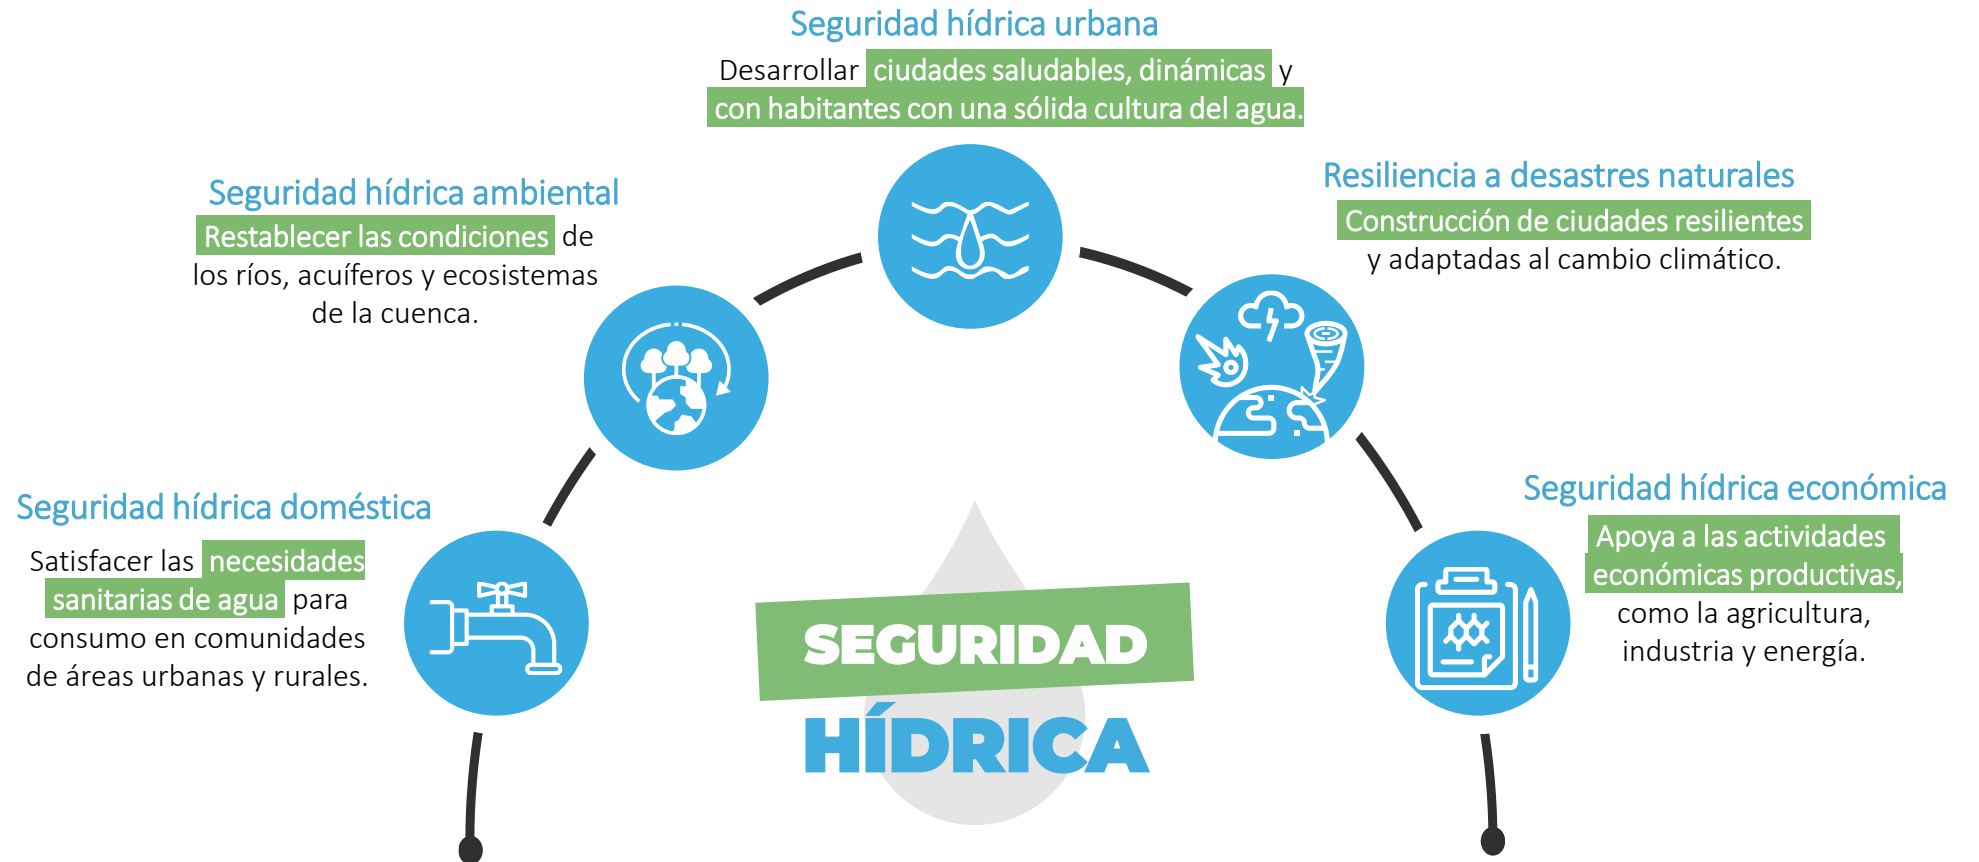 Seguridad hídrica urbana
Desarrollar ciudades saludables, dinámicas y
con habitantes con una sólida cultura del agua.
Seguridad hídrica ambiental
Restablecer las condiciones de
los ríos, acuíferos y ecosistemas
de la cuenca.
Resiliencia a desastres naturales
Construcción de ciudades resilientes
y adaptadas al cambio climático.
Seguridad hídrica doméstica
Satisfacer las necesidades
sanitarias de agua para
consumo en comunidades
de áreas urbanas y rurales.
Seguridad hídrica económica
Apoya a las actividades
económicas productivas,
como la agricultura,
industria y energía.
SEGURIDAD
HÍDRICA